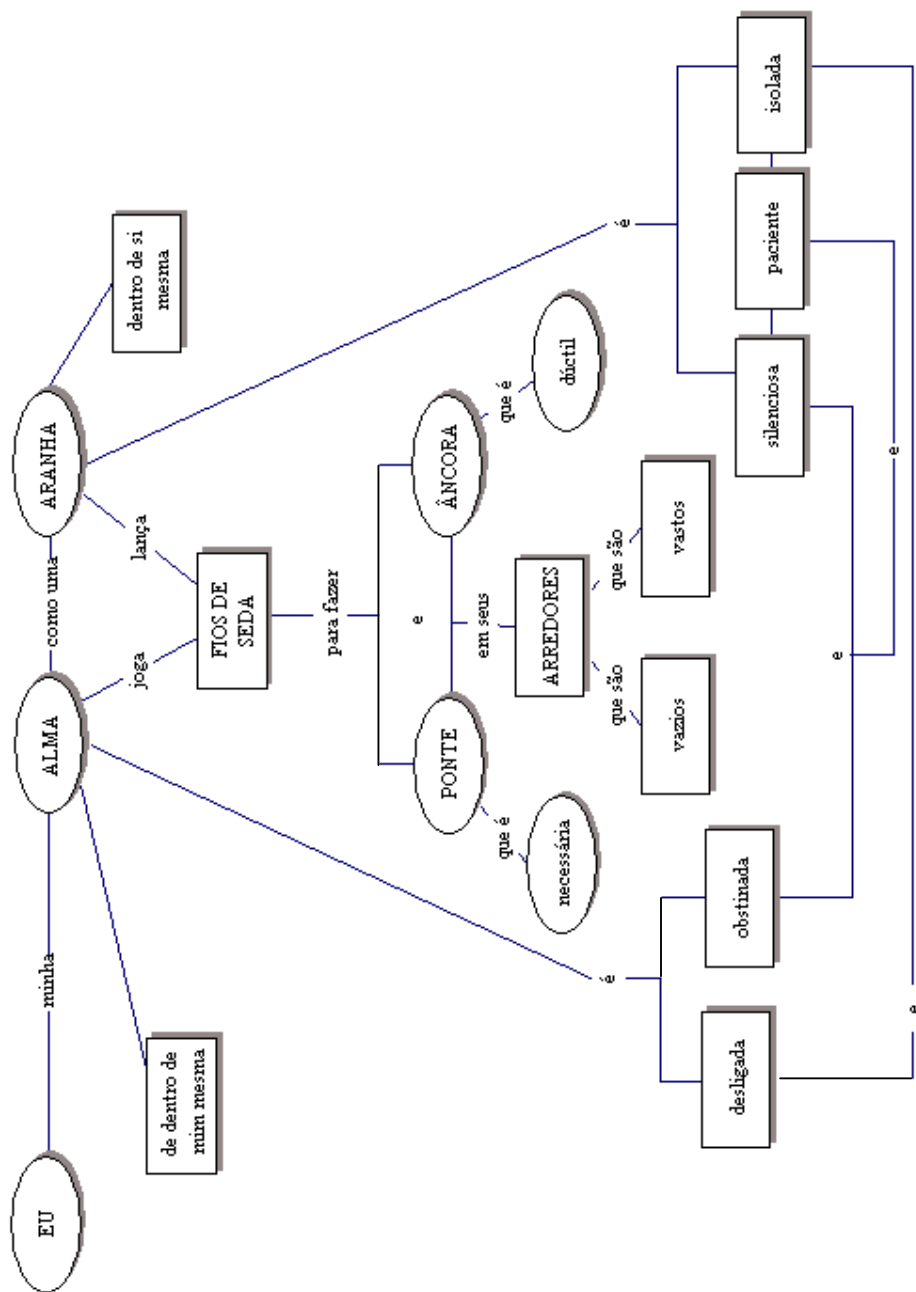 EU
minha
ALMA
como uma
ARANHA
de dentro de
mim mesma
joga
lança
dentro de si
mesma
FIOS DE
SEDA
para fazer
e
PONTE
ÂNCORA
que é
em seus
que é
necessária
ARREDORES
dúctil
que são
que são
vazios
vastos
é
é
desligada
obstinada
silenciosa
paciente
isolada
e
e
e